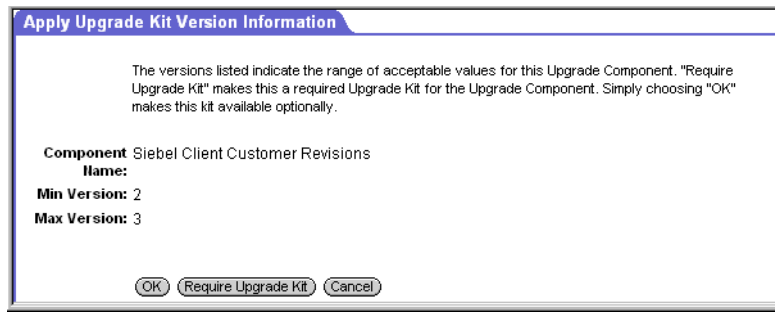 Apply Upgrade Kit Version Information
The versions listed indicate the range of acceptable values for this Upgrade Component. "Require
Upgrade Kit" makes this a required Upgrade Kit for the Upgrade Component. Simply choosing "OK"
makes this kit available optionally.
Component Siebel Client Customer Revisions
Name:
Min Version: 2
Max Version: 3
OK Require Upgrade Kit Cancel